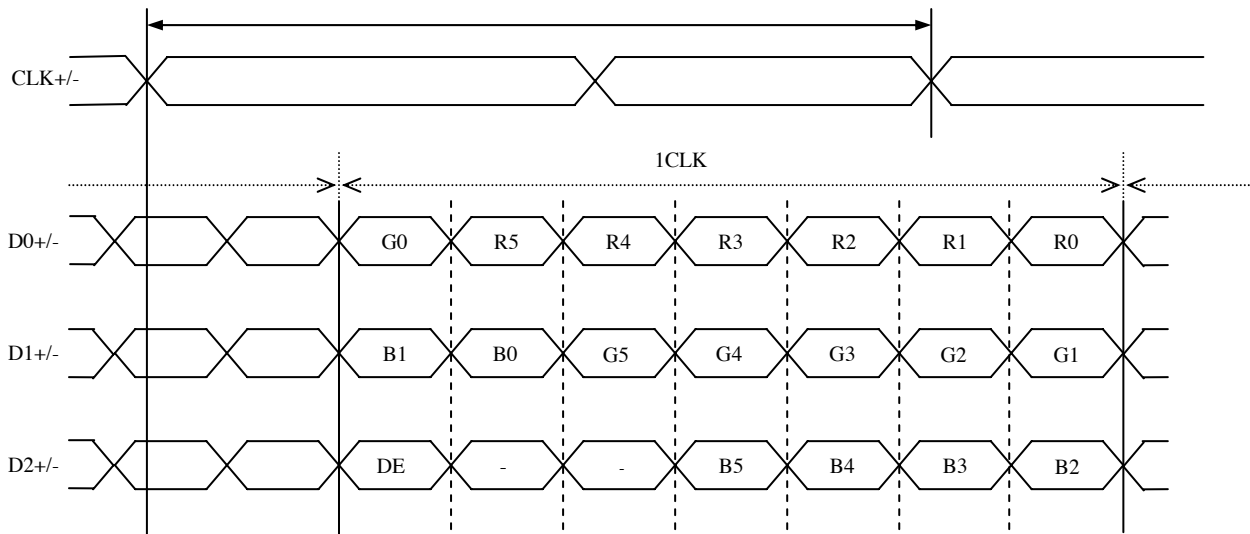 CLK+/-
1CLK
D0+/- G0 R5 R4 R3 R2 R1 R0
D1+/- B1 B0 G5 G4 G3 G2 G1
D2+/- DE - - B5 B4 B3 B2